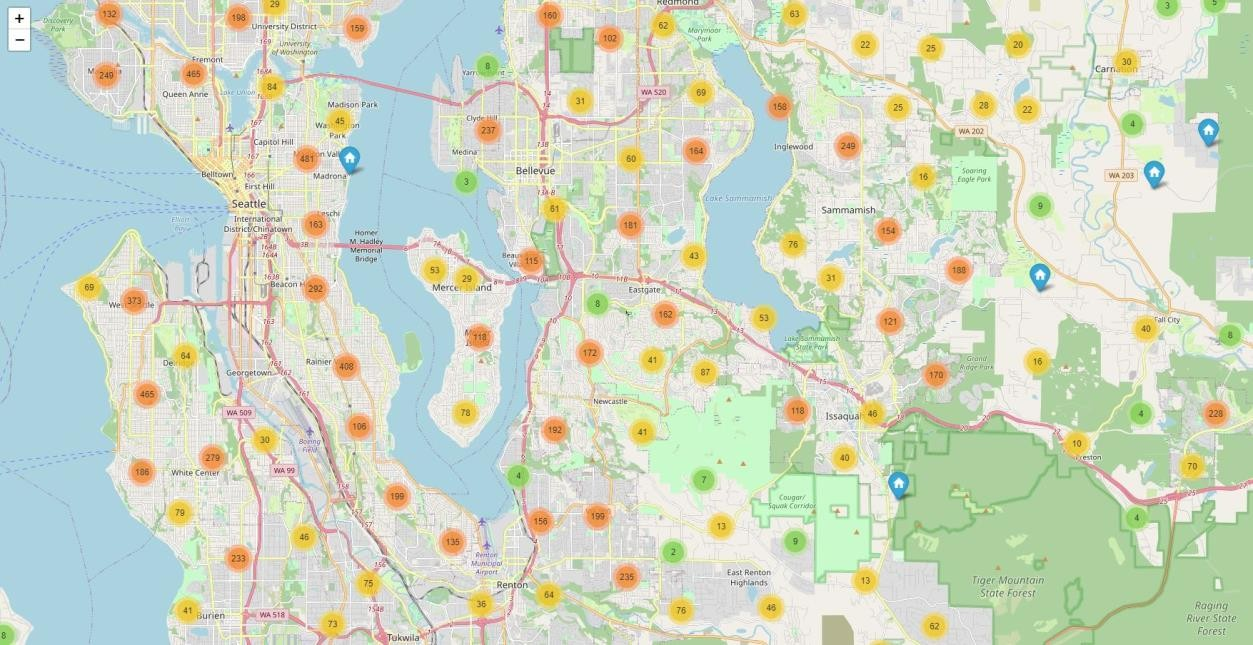 +
−
132
198
29
University District
159
160
Redmond
62
102
63
3
5
Discovery
Park
University
of Washington
Marymoor
Park
22
25
20
30
249
Fremont
465
Queen Anne
Lake Union
84
8
31
WA 520
69
158
25
28
22
WA 202
4
Madison Park
45
Park
Clyde Hill
237
Medina
60
164
Inglewood
249
Capitol Hill
481
Madrona
Belltown
First Hill
Bellevue
3
16
Soaring
Eagle Park
WA 203
Seattle
International
District/Chinatown
163
Elliott
Bay
61
Lake Sammamish
181
Sammamish
154
9
Homer
M. Hadley
Memorial
Bridge
76
115
43
53
29
Mercer Island
31
188
69
373
292
Eastgate
8
162
53
121
Fall City
40
8
64
Rainier
408
118
172
41
87
Lake Sammamish
State Park
170
Grand
Ridge Park
16
Georgetown
465
WA 509
78
Newcastle
118
Issaquah
46
4
228
30
Boeing
Field
106
192
41
40
10
Preston
70
186
279
White Center
WA 99
4
7
79
199
156
199
13
Cougar/
Squak Corridor
9
4
46
233
135
Renton
Municipal
Airport
2
75
Renton
235
East Renton
Highlands
13
Tiger Mountain
State Forest
41
Burien
WA 518
73
36
64
76
46
62
Raging
River State
Forest
8
Tukwila